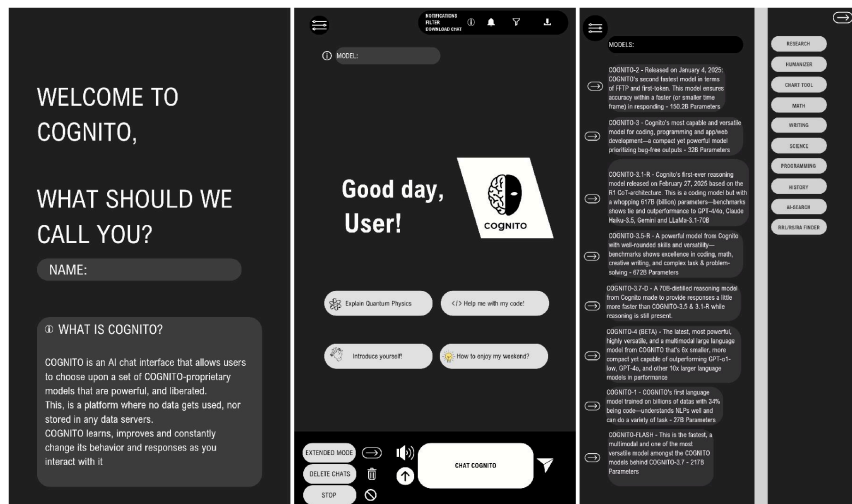 WELCOME TO
COGNITO,
WHAT SHOULD WE
CALL YOU?
NAME:
WHAT IS COGNITO?
COGNITO is an AI chat interface that allows users
to choose upon a set of COGNITO-proprietary
models that are powerful, and liberated.
This, is a platform where no data gets used, nor
stored in any data servers.
COGNITO learns, improves and constantly
change its behavior and responses as you
interact with it
NOTIFICATIONS
FILTER
DOWNLOAD CHAT
MODEL:
Good day,
User!
COGNITO
Explain Quantum Physics
</> Help me with my code!
Introduce yourself!
How to enjoy my weekend?
EXTENDED MODE
DELETE CHATS
STOP
CHAT COGNITO
MODELS:
COGNITO-2 - Released on January 4, 2025:
COGNITO's second fastest model in terms
of FFTP and first-token. This model ensures
accuracy within a faster (or smaller time
frame) in responding - 150.2B Parameters
COGNITO-3 - Cognito's most capable and versatile
model for coding, programming and app/web
development—a compact yet powerful model
prioritizing bug-free outputs - 32B Parameters
COGNITO-3.1-R - Cognito's first-ever reasoning
model released on February 27, 2025 based on the
R1 CoT-architecture. This is a coding model but with
a whopping 617B (billion) parameters—benchmarks
shows tie and outperformance to GPT-4/4o, Claude
Haiku-3.5, Gemini and LLaMa-3.1-70B
COGNITO-3.5-R - A powerful model from Cognito
with well-rounded skills and versatility—
benchmarks shows excellence in coding, math,
creative writing, and complex task & problem-
solving - 672B Parameters
COGNITO-3.7-D - A 70B-distilled reasoning model
from Cognito made to provide responses a little
more faster than COGNITO-3.5 & 3.1-R while
reasoning is still present.
COGNITO-4 (BETA) - The latest, most powerful,
highly versatile, and a multimodal large language
model from COGNITO that's 6x smaller, more
compact yet capable of outperforming GPT-o1-
low, GPT-4o, and other 10x larger language
models in performance
COGNITO-1 - COGNITO's first language
model trained on billions of datas with 34%
being code—understands NLPs well and
can do a variety of task - 27B Parameters
COGNITO-FLASH - This is the fastest, a
multimodal and one of the most
versatile model amongst the COGNITO
models behind COGNITO-3.7 - 217B
Parameters
RESEARCH
HUMANIZER
CHART TOOL
MATH
WRITING
SCIENCE
PROGRAMMING
HISTORY
AI-SEARCH